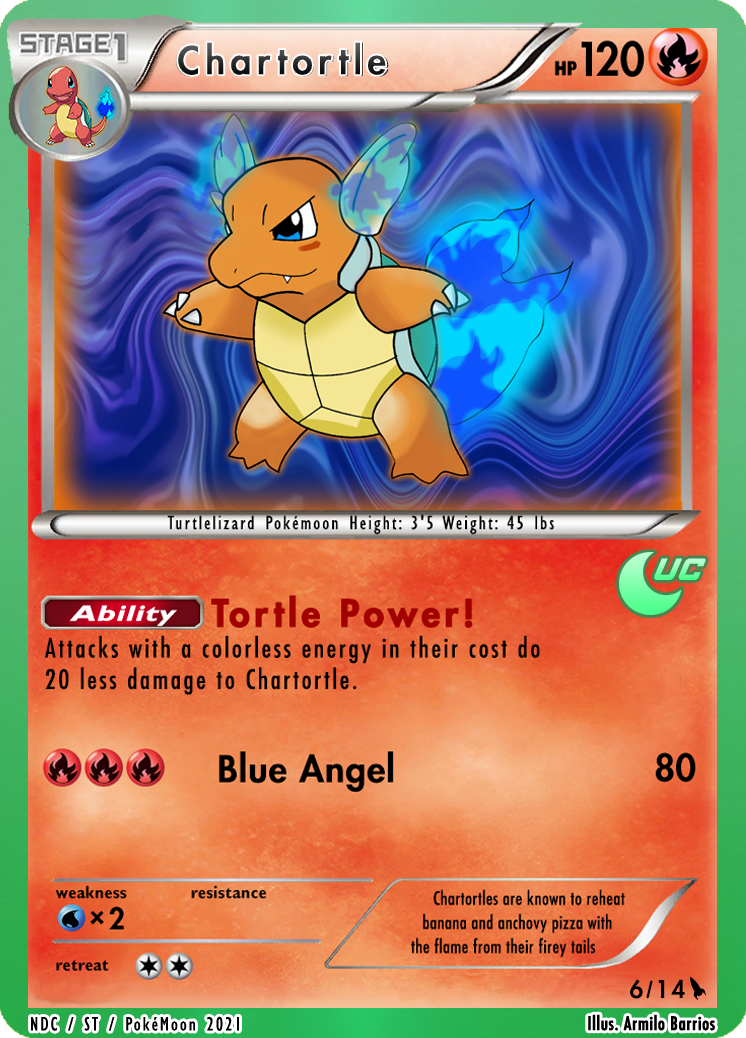 STAGE1
Chartortle
HP 120
Turtlelizard Pokémoon Height: 3'5 Weight: 45 lbs
UC
Ability Tortle Power!
Attacks with a colorless energy in their cost do
20 less damage to Chartortle.
Blue Angel 80
weakness resistance
×2
retreat
Chartortles are known to reheat
banana and anchovy pizza with
the flame from their firey tails
6/14
NDC / ST / PokéMoon 2021
Illus. Armilo Barrios